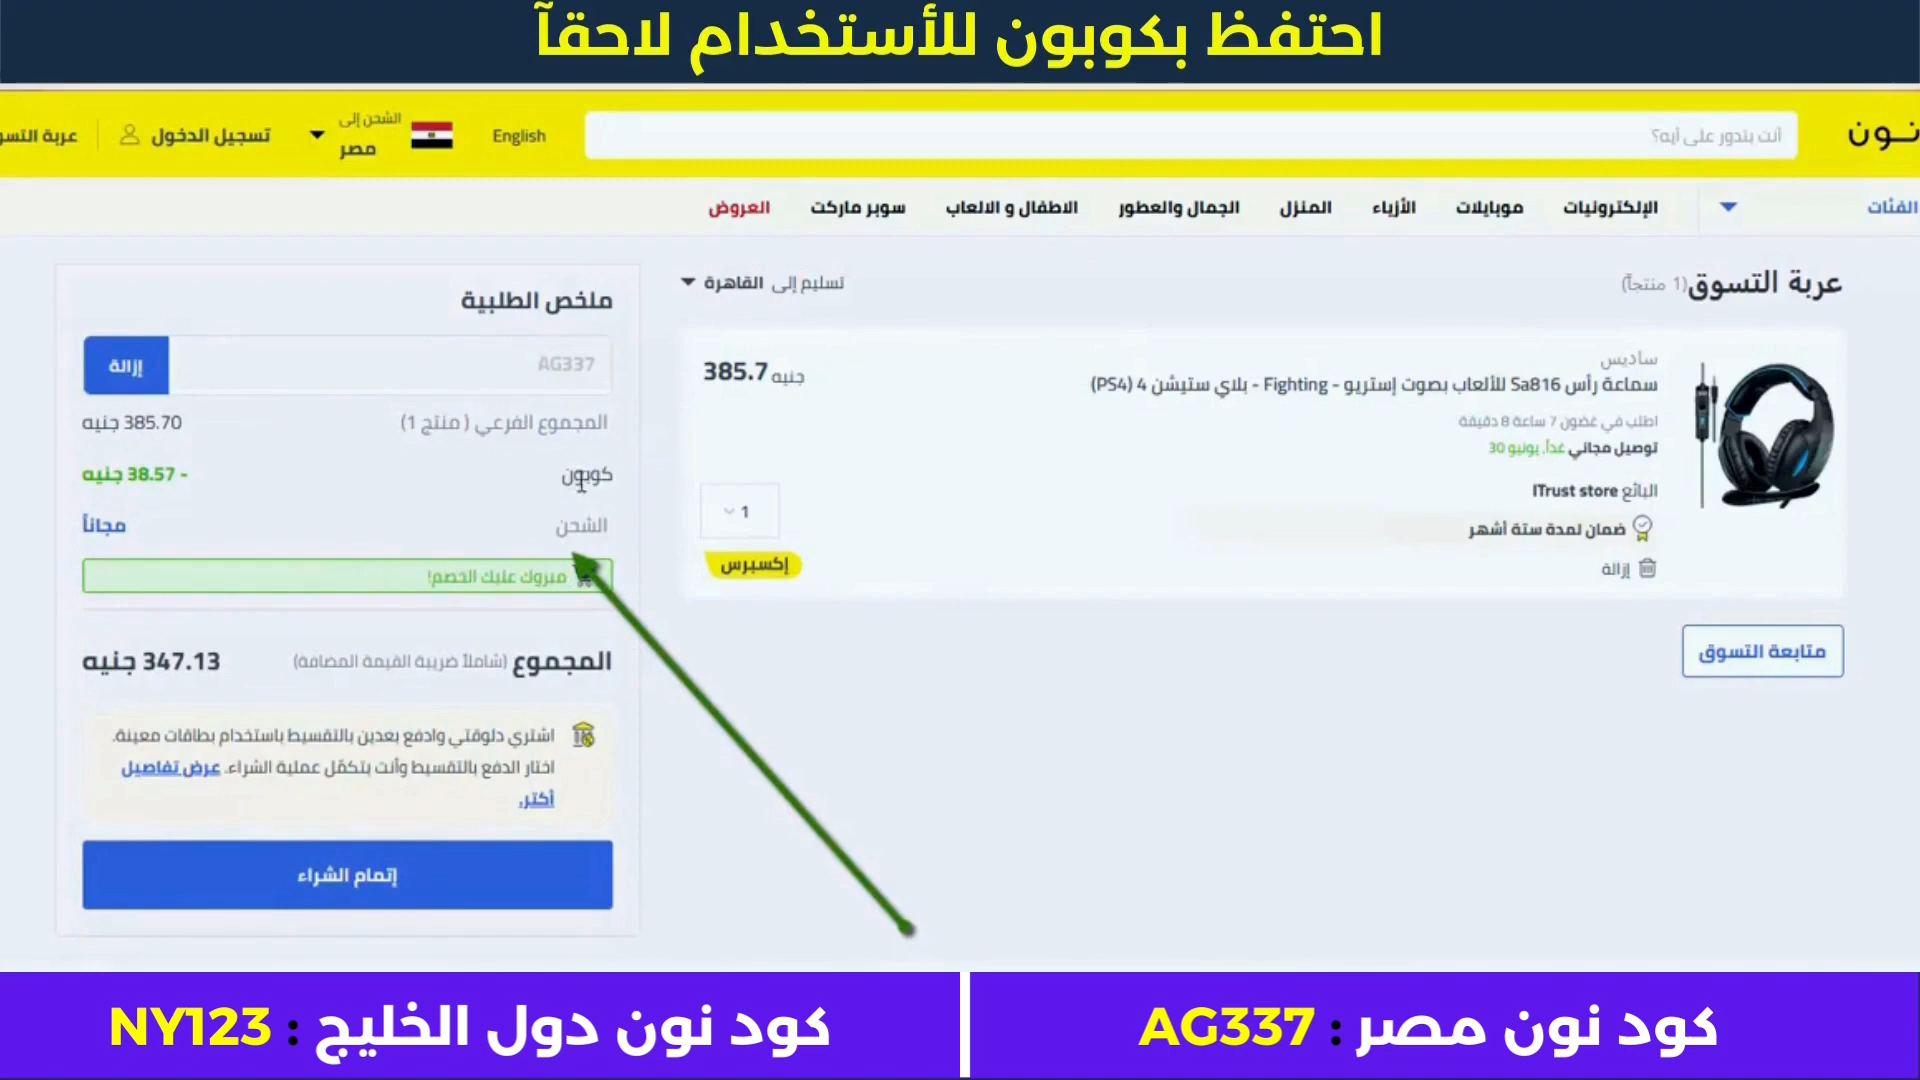 احتفظ بكوبون للأستخدام لاحقاً
نـون
أنت بتدور على أيه؟
English
الشحن إلى
مصر
تسجيل الدخول
عربة التسو
الفئات
الإلكترونيات
موبايلات
الأزياء
المنزل
الجمال والعطور
الاطفال و الالعاب
سوبر ماركت
العروض
عربة التسوق (1 منتجاً)
تسليم إلى القاهرة
ساديس
سماعة رأس Sa816 للألعاب بصوت إستريو - Fighting - بلاي ستيشن 4 (PS4)
جنيه 385.7
اطلب في غضون 7 ساعة 8 دقيقة
توصيل مجاني غداً, يونيو 30
البائع ITrust store
ضمان لمدة ستة أشهر
إزالة
1
إكسبرس
متابعة التسوق
ملخص الطلبية
AG337
إزالة
المجموع الفرعي ( منتج 1)
385.70 جنيه
كوبون
- 38.57 جنيه
الشحن
مجاناً
مبروك عليك الخصم!
المجموع (شاملاً ضريبة القيمة المضافة)
347.13 جنيه
اشتري دلوقتي وادفع بعدين بالتقسيط باستخدام بطاقات معينة.
اختار الدفع بالتقسيط وأنت بتكمّل عملية الشراء. عرض تفاصيل
أكتر.
إتمام الشراء
كود نون مصر : AG337
كود نون دول الخليج : NY123